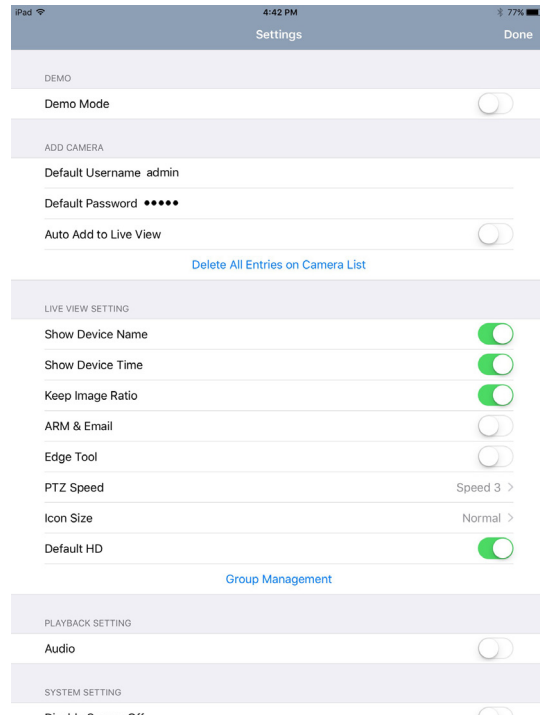 iPad 4:42 PM 77%
Settings Done
DEMO
Demo Mode
ADD CAMERA
Default Username admin
Default Password •••••
Auto Add to Live View
Delete All Entries on Camera List
LIVE VIEW SETTING
Show Device Name
Show Device Time
Keep Image Ratio
ARM & Email
Edge Tool
PTZ Speed Speed 3 >
Icon Size Normal >
Default HD
Group Management
PLAYBACK SETTING
Audio
SYSTEM SETTING